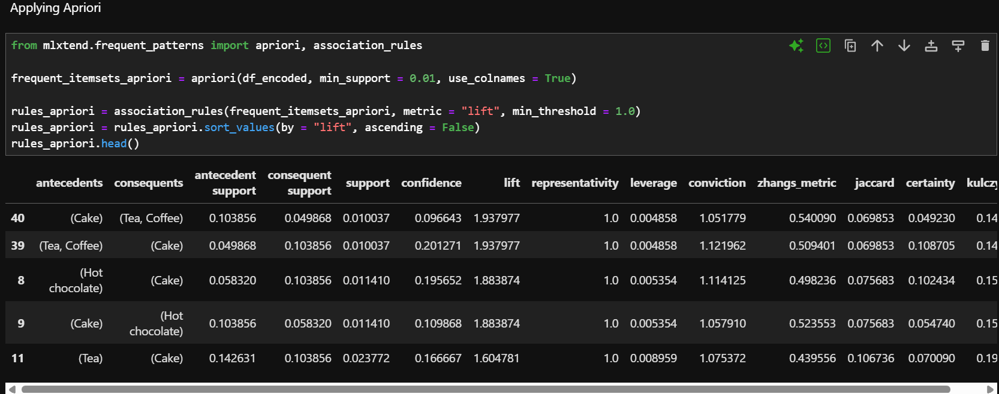 Applying Apriori
from mlxtend.frequent_patterns import apriori, association_rules
frequent_itemsets_apriori = apriori(df_encoded, min_support = 0.01, use_colnames = True)
rules_apriori = association_rules(frequent_itemsets_apriori, metric = "lift", min_threshold = 1.0)
rules_apriori = rules_apriori.sort_values(by = "lift", ascending = False)
rules_apriori.head()
antecedents consequents antecedent support consequent support support confidence lift representativity leverage conviction zhangs_metric jaccard certainty kulczy
40 (Cake) (Tea, Coffee) 0.103856 0.049868 0.010037 0.096643 1.937977 1.0 0.004858 1.051779 0.540090 0.069853 0.049230 0.14
39 (Tea, Coffee) (Cake) 0.049868 0.103856 0.010037 0.201271 1.937977 1.0 0.004858 1.121962 0.509401 0.069853 0.108705 0.14
8 (Hot chocolate) (Cake) 0.058320 0.103856 0.011410 0.195652 1.883874 1.0 0.005354 1.114125 0.498236 0.075683 0.102434 0.15
9 (Cake) (Hot chocolate) 0.103856 0.058320 0.011410 0.109868 1.883874 1.0 0.005354 1.057910 0.523553 0.075683 0.054740 0.15
11 (Tea) (Cake) 0.142631 0.103856 0.023772 0.166667 1.604781 1.0 0.008959 1.075372 0.439556 0.106736 0.070090 0.19